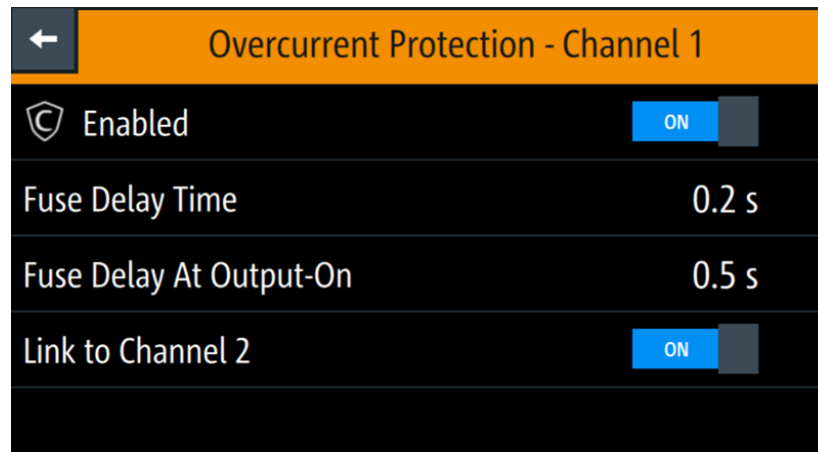 Overcurrent Protection - Channel 1
C Enabled ON
Fuse Delay Time 0.2 s
Fuse Delay At Output-On 0.5 s
Link to Channel 2 ON